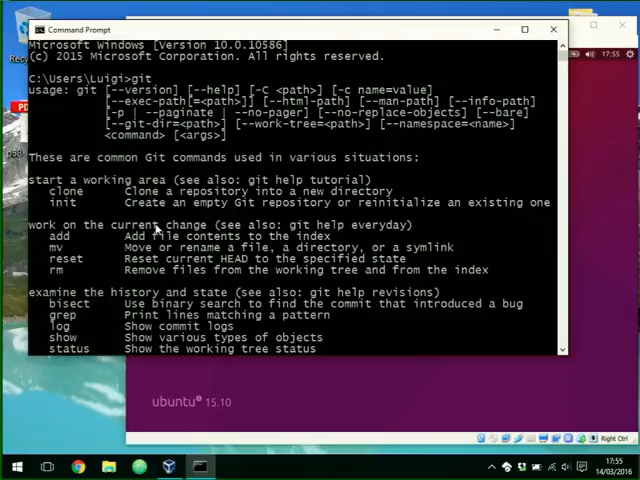 Command Prompt
Microsoft Windows [Version 10.0.10586]
(c) 2015 Microsoft Corporation. All rights reserved.
C:\Users\Luigi>git
usage: git [--version] [--help] [-C <path>] [-c name=value]
[--exec-path[=<path>]] [--html-path] [--man-path] [--info-path]
[-p | --paginate | --no-pager] [--no-replace-objects] [--bare]
[--git-dir=<path>] [--work-tree=<path>] [--namespace=<name>]
<command> [<args>]
These are common Git commands used in various situations:
start a working area (see also: git help tutorial)
clone Clone a repository into a new directory
init Create an empty Git repository or reinitialize an existing one
work on the current change (see also: git help everyday)
add Add file contents to the index
mv Move or rename a file, a directory, or a symlink
reset Reset current HEAD to the specified state
rm Remove files from the working tree and from the index
examine the history and state (see also: git help revisions)
bisect Use binary search to find the commit that introduced a bug
grep Print lines matching a pattern
log Show commit logs
show Show various types of objects
status Show the working tree status
17:55
ubuntu 15.10
Right Ctrl
17:55
14/03/2016